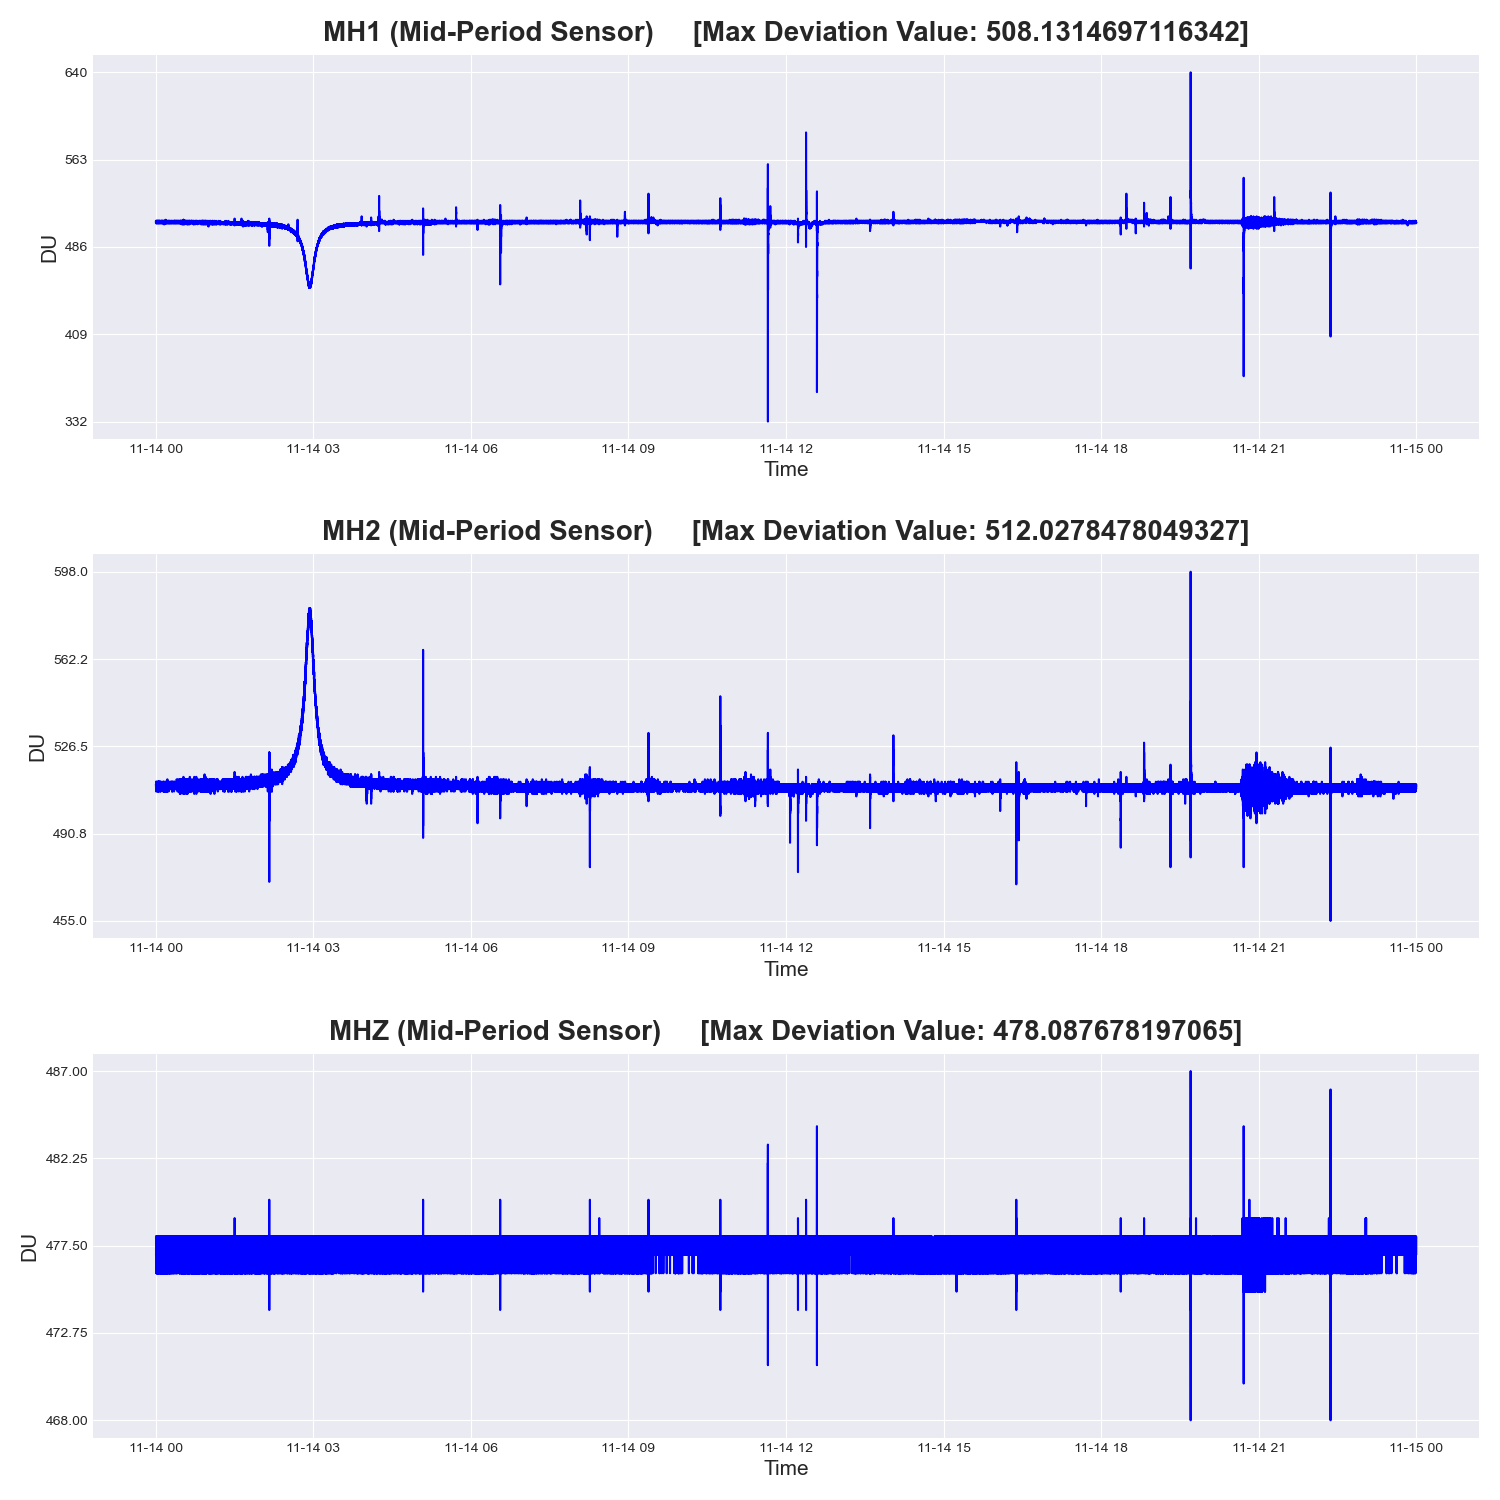 MH1 (Mid-Period Sensor) [Max Deviation Value: 508.1314697116342]
640
563
486
409
332
DU
11-14 00 11-14 03 11-14 06 11-14 09 11-14 12 11-14 15 11-14 18 11-14 21 11-15 00
Time
MH2 (Mid-Period Sensor) [Max Deviation Value: 512.0278478049327]
598.0
562.2
526.5
490.8
455.0
DU
11-14 00 11-14 03 11-14 06 11-14 09 11-14 12 11-14 15 11-14 18 11-14 21 11-15 00
Time
MHZ (Mid-Period Sensor) [Max Deviation Value: 478.087678197065]
487.00
482.25
477.50
472.75
468.00
DU
11-14 00 11-14 03 11-14 06 11-14 09 11-14 12 11-14 15 11-14 18 11-14 21 11-15 00
Time